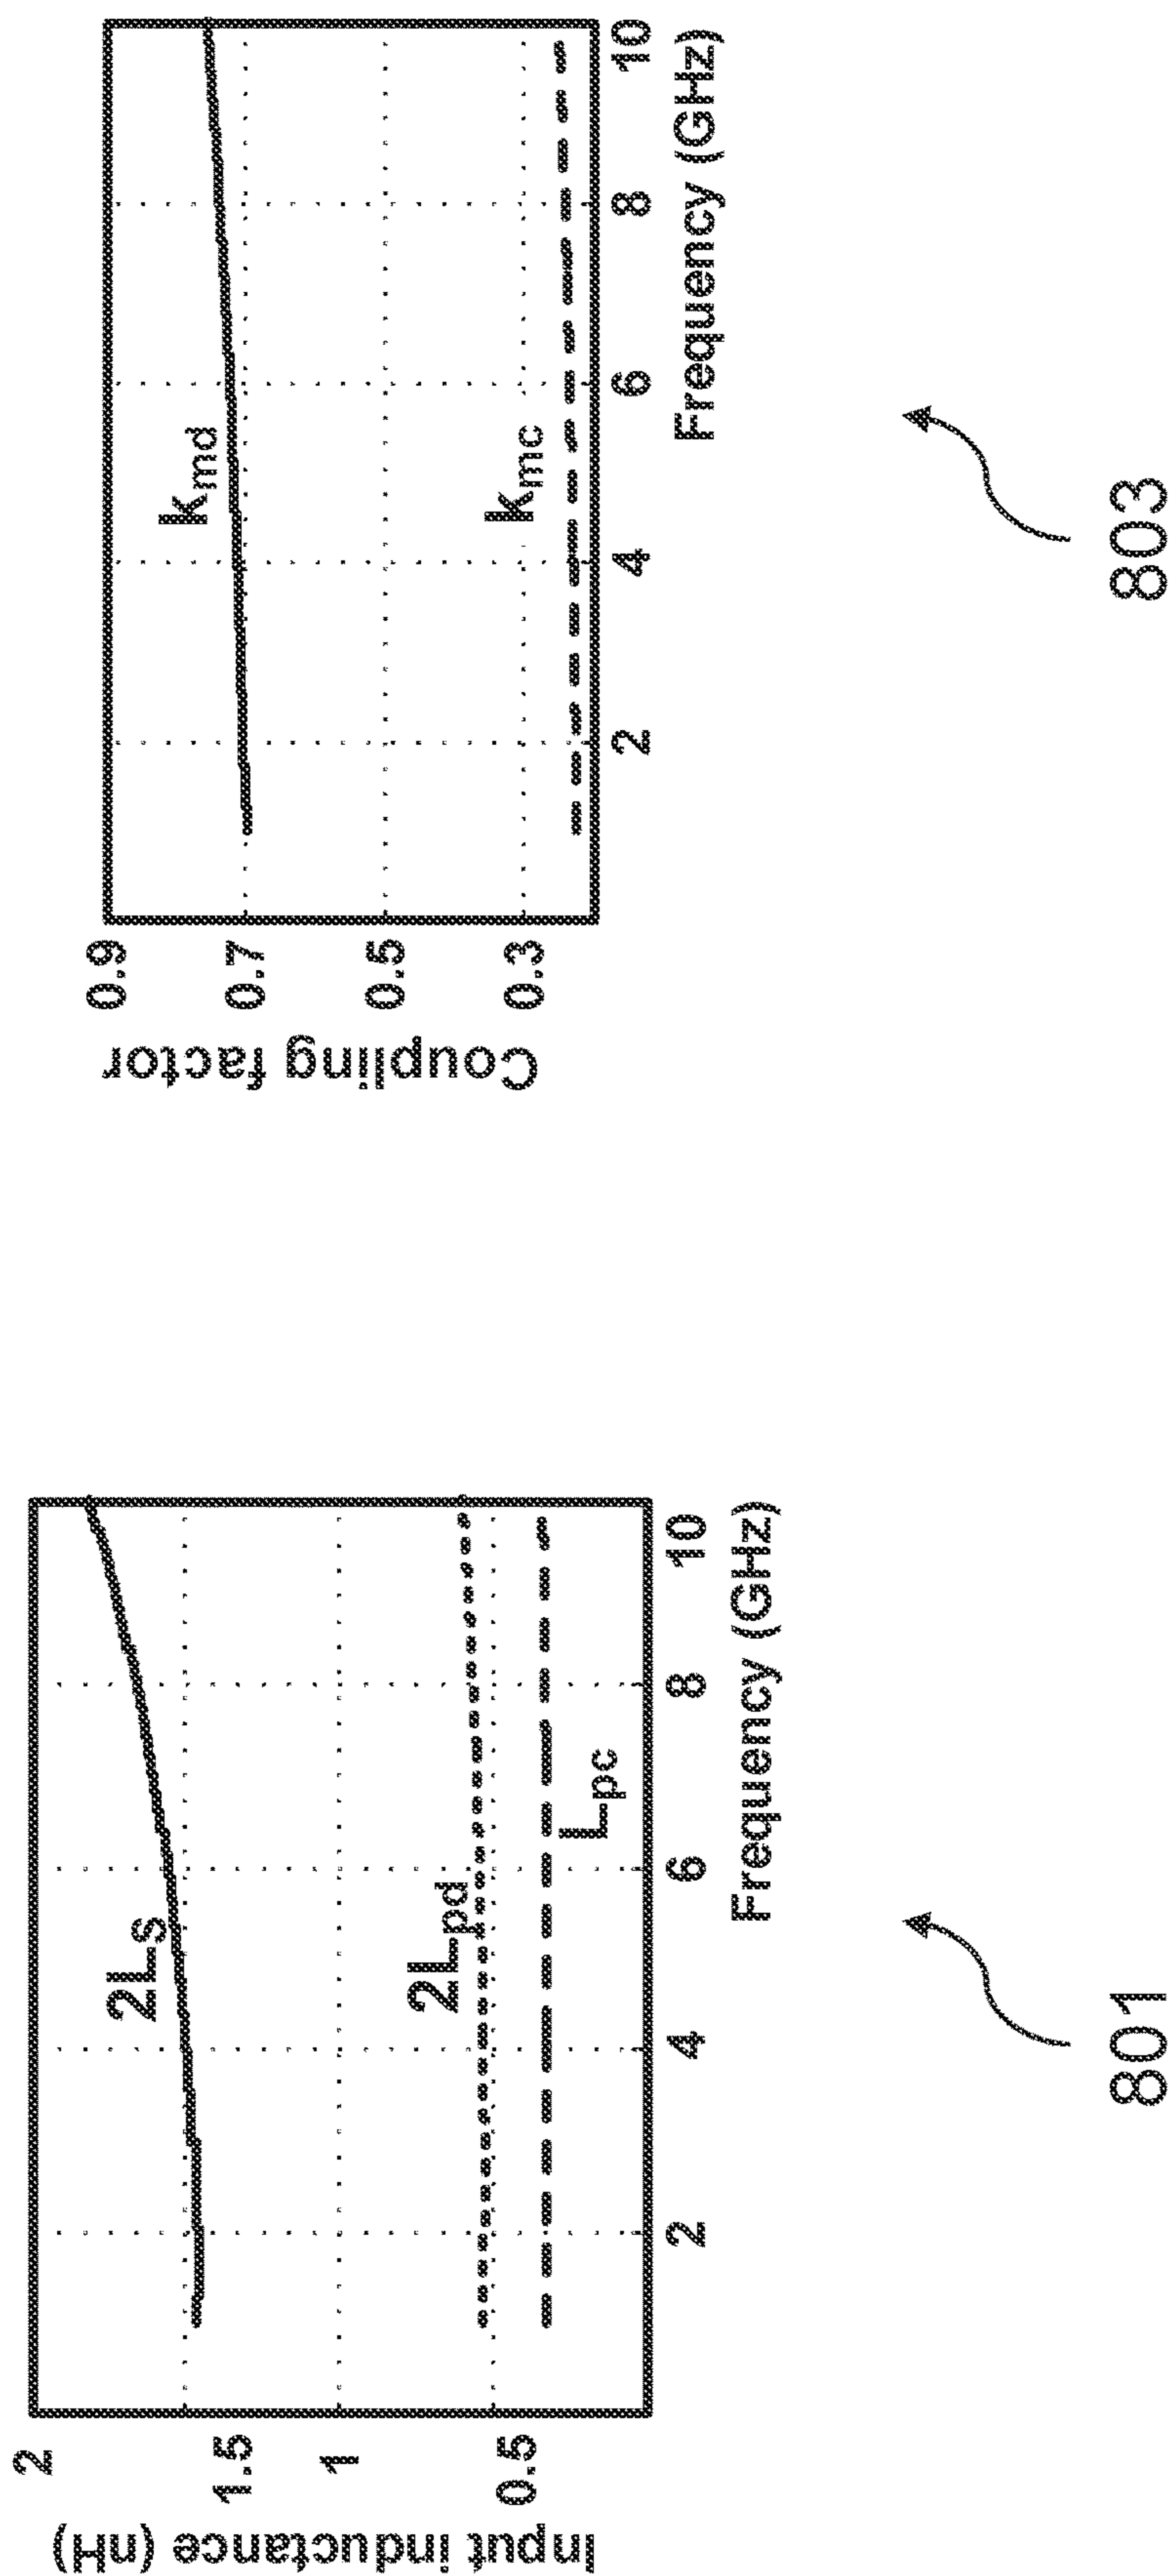 Input inductance (nH)
2
1.5
1
0.5
2Ls
2Lpd
Lpc
2
4
6
8
10
Frequency (GHz)
801
Coupling factor
0.9
0.7
0.5
0.3
kmd
kmc
2
4
6
8
10
Frequency (GHz)
803